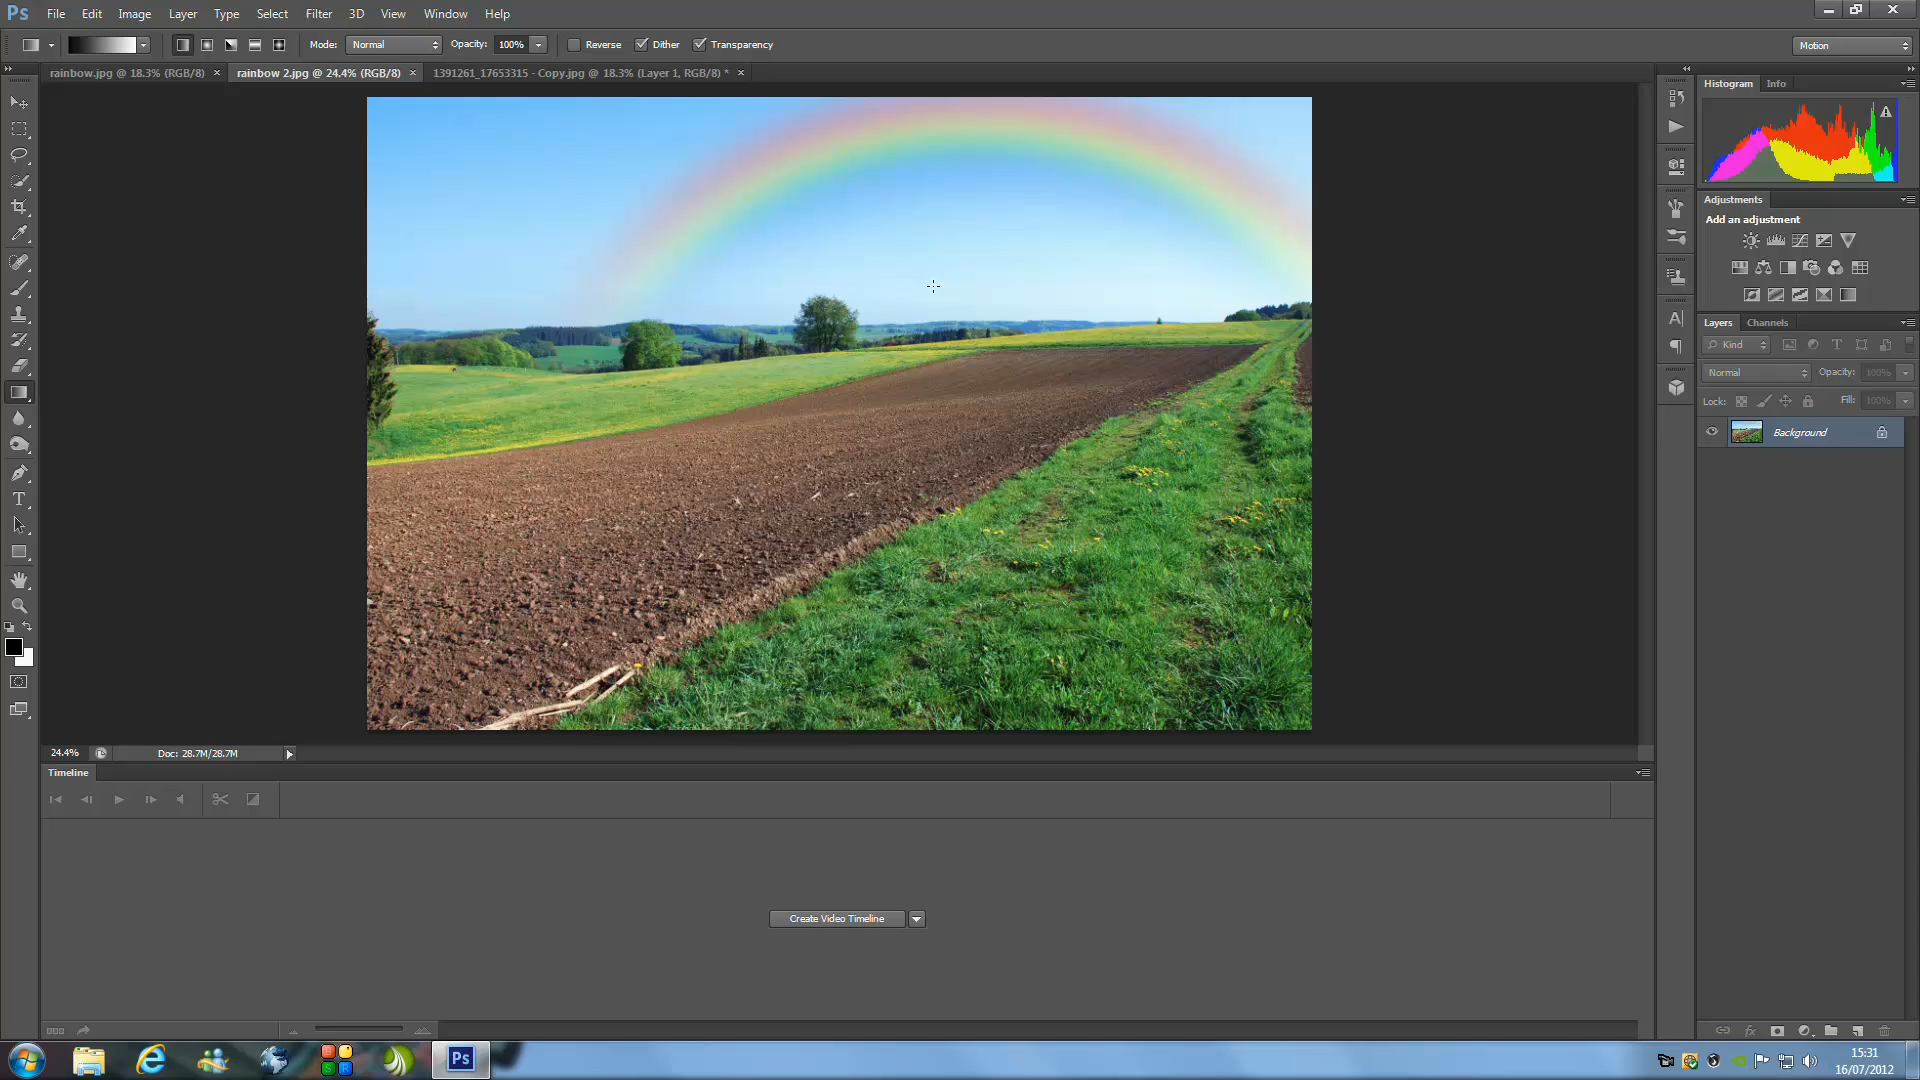 Ps File Edit Image Layer Type Select Filter 3D View Window Help
Mode: Normal Opacity: 100% Reverse Dither Transparency Motion
rainbow.jpg @ 18.3% (RGB/8) × rainbow 2.jpg @ 24.4% (RGB/8) × 1391261_17653315 - Copy.jpg @ 18.3% (Layer 1, RGB/8) * ×
Histogram Info
Adjustments
Add an adjustment
Layers Channels
Kind
Normal Opacity: 100%
Lock: Fill: 100%
Background
24.4% Doc: 28.7M/28.7M
Timeline
Create Video Timeline
Ps
15:31
16/07/2012